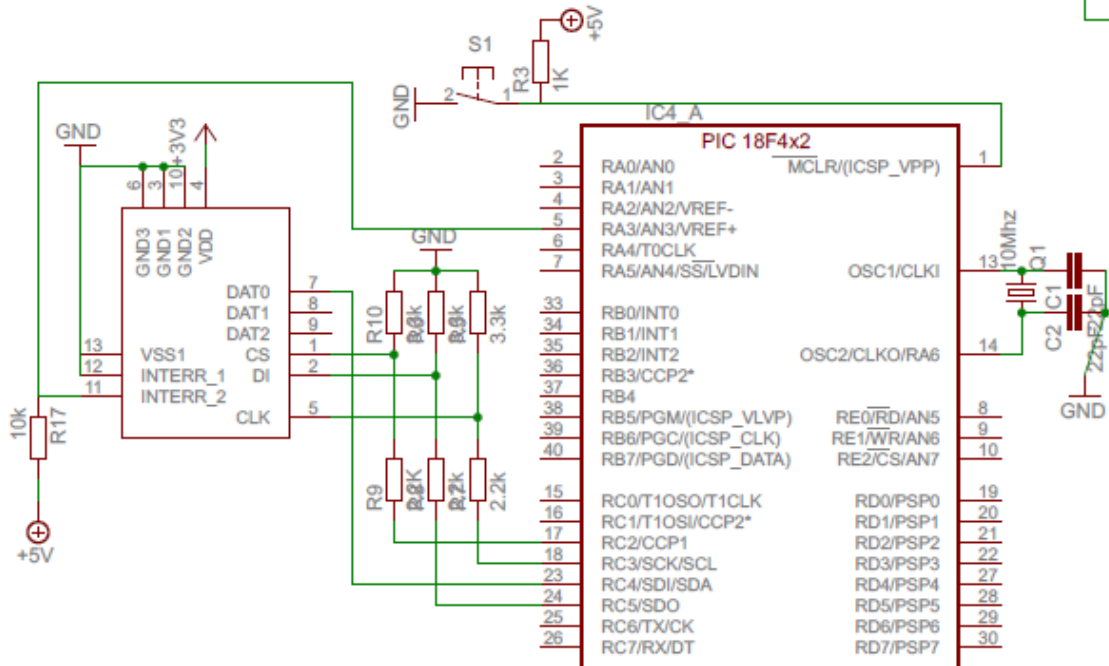 +5V
S1
R3
1K
GND
2
1
IC4_A
PIC 18F4x2
GND
+3V3
6
3
10
4
GND3
GND1
GND2
VDD
DAT0 7
DAT1 8
DAT2 9
CS 1
DI 2
CLK 5
13 VSS1
12 INTERR_1
11 INTERR_2
10k
R17
+5V
GND
R10
3.3k
R9
2.2k
2 RA0/AN0
3 RA1/AN1
4 RA2/AN2/VREF-
5 RA3/AN3/VREF+
6 RA4/T0CLK
7 RA5/AN4/SS/LVDIN
33 RB0/INT0
34 RB1/INT1
35 RB2/INT2
36 RB3/CCP2*
37 RB4
38 RB5/PGM/(ICSP_VLVP)
39 RB6/PGC/(ICSP_CLK)
40 RB7/PGD/(ICSP_DATA)
15 RC0/T1OSO/T1CLK
16 RC1/T1OSI/CCP2*
17 RC2/CCP1
18 RC3/SCK/SCL
23 RC4/SDI/SDA
24 RC5/SDO
25 RC6/TX/CK
26 RC7/RX/DT
MCLR/(ICSP_VPP) 1
OSC1/CLKI 13
OSC2/CLKO/RA6 14
RE0/RD/AN5 8
RE1/WR/AN6 9
RE2/CS/AN7 10
RD0/PSP0 19
RD1/PSP1 20
RD2/PSP2 21
RD3/PSP3 22
RD4/PSP4 27
RD5/PSP5 28
RD6/PSP6 29
RD7/PSP7 30
10Mhz
Q1
C1
C2
22pF
22pF
GND